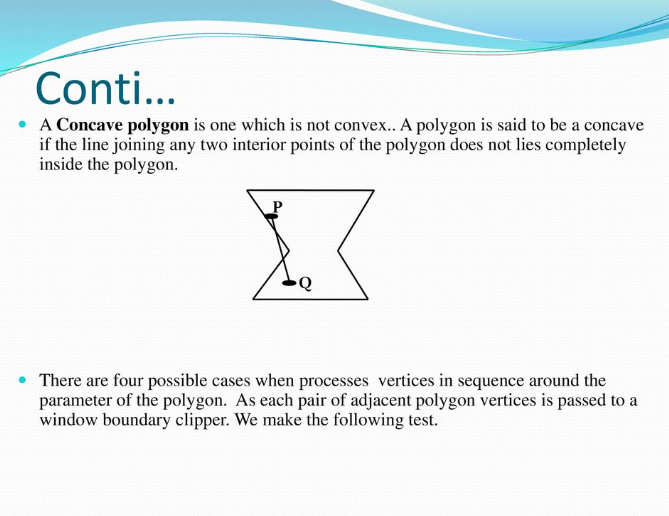 Conti…
• A Concave polygon is one which is not convex.. A polygon is said to be a concave
if the line joining any two interior points of the polygon does not lies completely
inside the polygon.
P
Q
• There are four possible cases when processes vertices in sequence around the
parameter of the polygon. As each pair of adjacent polygon vertices is passed to a
window boundary clipper. We make the following test.